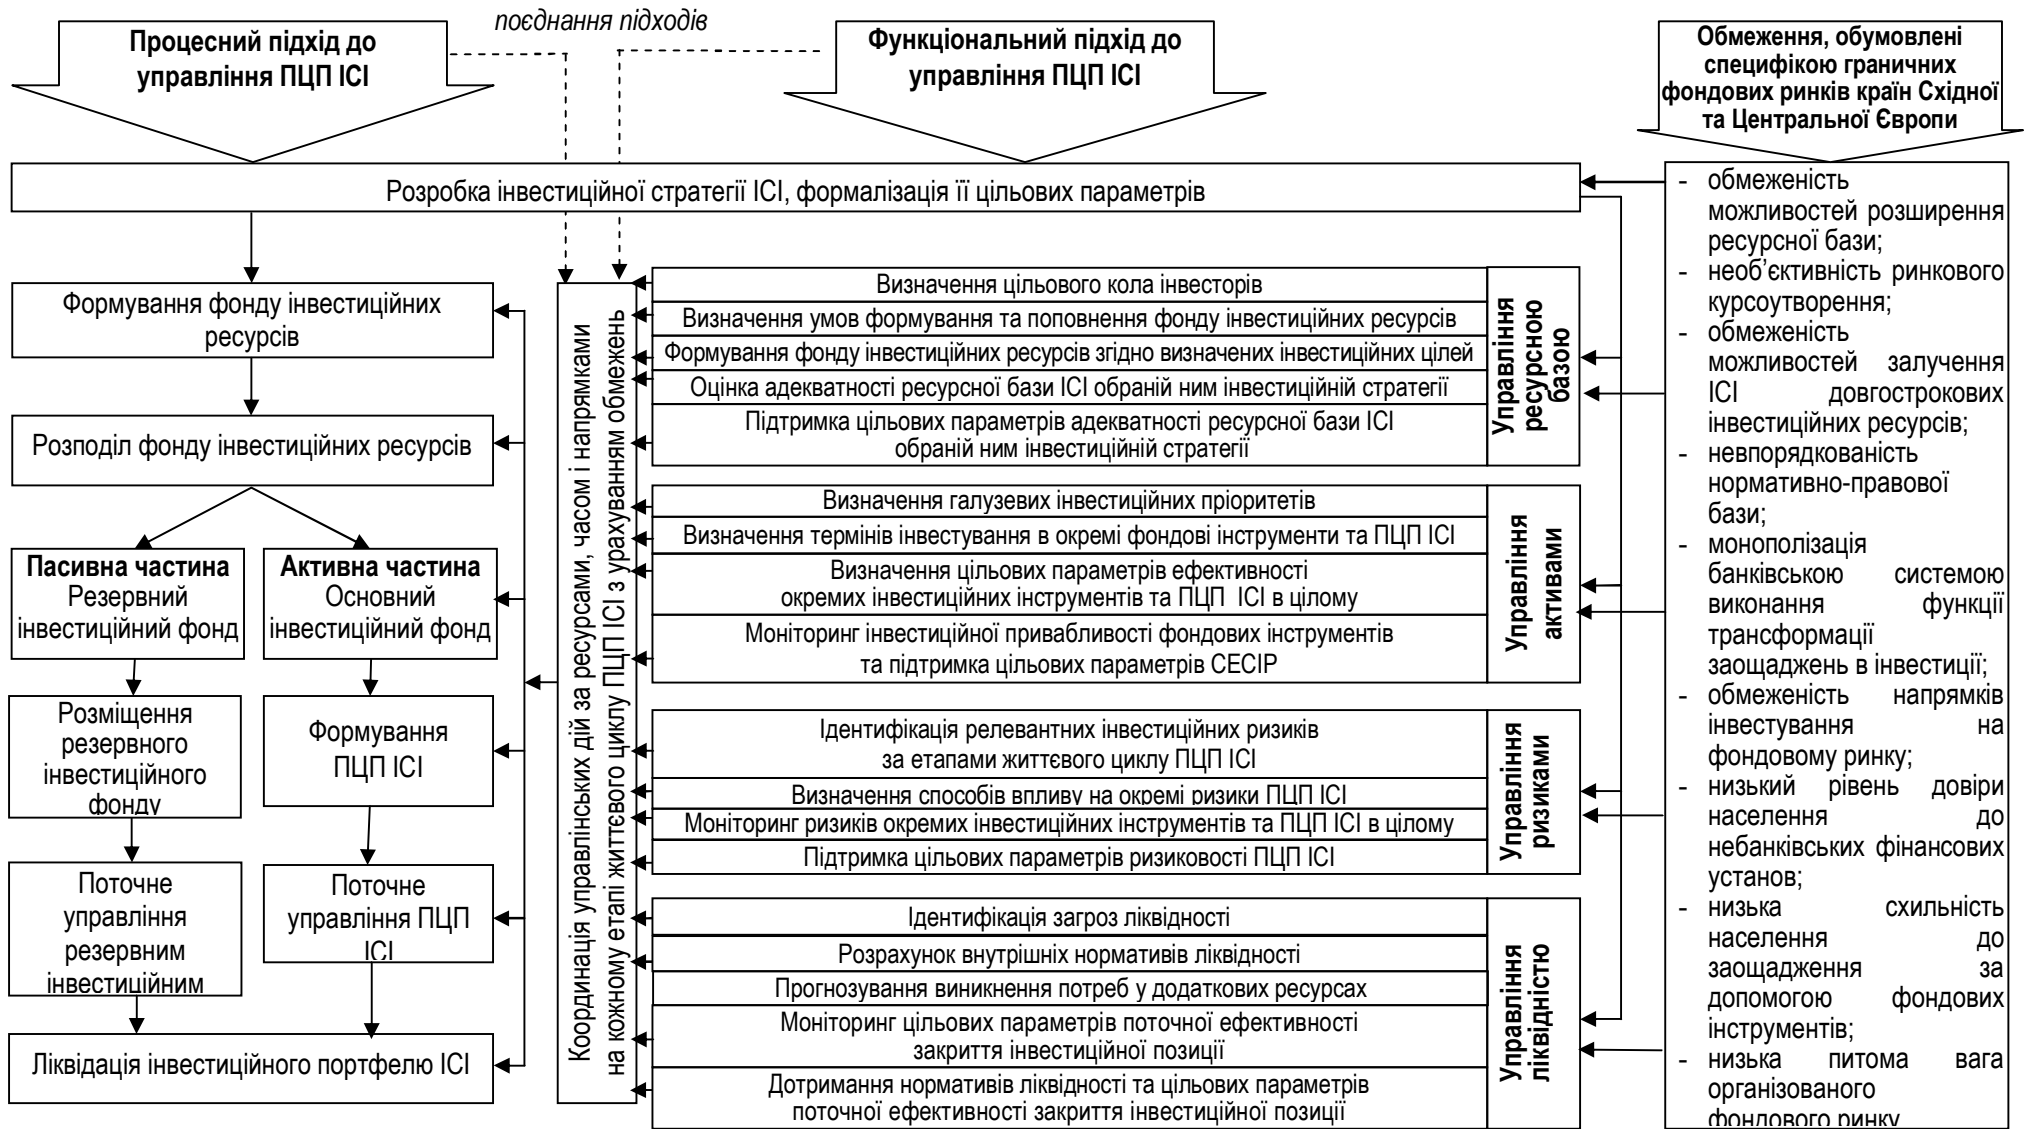 поєднання підходів
Процесний підхід до
управління ПЦП ІСІ
Функціональний підхід до
управління ПЦП ІСІ
Обмеження, обумовлені
специфікою граничних
фондових ринків країн Східної
та Центральної Європи
Розробка інвестиційної стратегії ІСІ, формалізація її цільових параметрів
Формування фонду інвестиційних
ресурсів
Розподіл фонду інвестиційних ресурсів
Пасивна частина
Резервний
інвестиційний фонд
Активна частина
Основний
інвестиційний фонд
Розміщення
резервного
інвестиційного
фонду
Формування
ПЦП ІСІ
Поточне
управління
резервним
інвестиційним
Поточне
управління ПЦП
ІСІ
Ліквідація інвестиційного портфелю ІСІ
Координація управлінських дій за ресурсами, часом і напрямками
на кожному етапі життєвого циклу ПЦП ІСІ з урахуванням обмежень
Визначення цільового кола інвесторів
Визначення умов формування та поповнення фонду інвестиційних ресурсів
Формування фонду інвестиційних ресурсів згідно визначених інвестиційних цілей
Оцінка адекватності ресурсної бази ІСІ обраній ним інвестиційній стратегії
Підтримка цільових параметрів адекватності ресурсної бази ІСІ
обраній ним інвестиційній стратегії
Управління
ресурсною
базою
Визначення галузевих інвестиційних пріоритетів
Визначення термінів інвестування в окремі фондові інструменти та ПЦП ІСІ
Визначення цільових параметрів ефективності
окремих інвестиційних інструментів та ПЦП ІСІ в цілому
Моніторинг інвестиційної привабливості фондових інструментів
та підтримка цільових параметрів СЕСІР
Управління
активами
Ідентифікація релевантних інвестиційних ризиків
за етапами життєвого циклу ПЦП ІСІ
Визначення способів впливу на окремі ризики ПЦП ІСІ
Моніторинг ризиків окремих інвестиційних інструментів та ПЦП ІСІ в цілому
Підтримка цільових параметрів ризиковості ПЦП ІСІ
Управління
ризиками
Ідентифікація загроз ліквідності
Розрахунок внутрішніх нормативів ліквідності
Прогнозування виникнення потреб у додаткових ресурсах
Моніторинг цільових параметрів поточної ефективності
закриття інвестиційної позиції
Дотримання нормативів ліквідності та цільових параметрів
поточної ефективності закриття інвестиційної позиції
Управління
ліквідністю
- обмеженість
можливостей розширення
ресурсної бази;
- необ’єктивність ринкового
курсоутворення;
- обмеженість
можливостей залучення
ІСІ довгострокових
інвестиційних ресурсів;
- невпорядкованість
нормативно-правової
бази;
- монополізація
банківською системою
виконання функції
трансформації
заощаджень в інвестиції;
- обмеженість напрямків
інвестування на
фондовому ринку;
- низький рівень довіри
населення до
небанківських фінансових
установ;
- низька схильність
населення до
заощадження за
допомогою фондових
інструментів;
- низька питома вага
організованого
фондового ринку